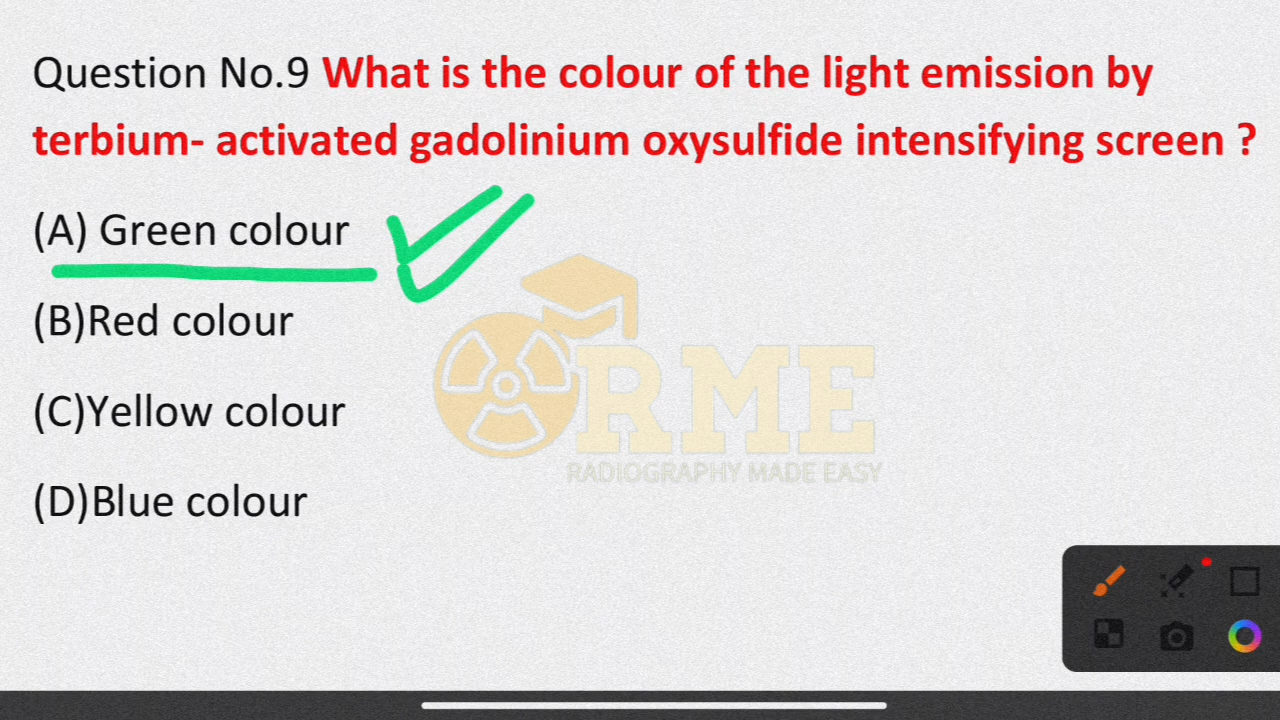 Question No.9 What is the colour of the light emission by
terbium- activated gadolinium oxysulfide intensifying screen ?
(A) Green colour
(B)Red colour
(C)Yellow colour
(D)Blue colour
RME
RADIOGRAPHY MADE EASY